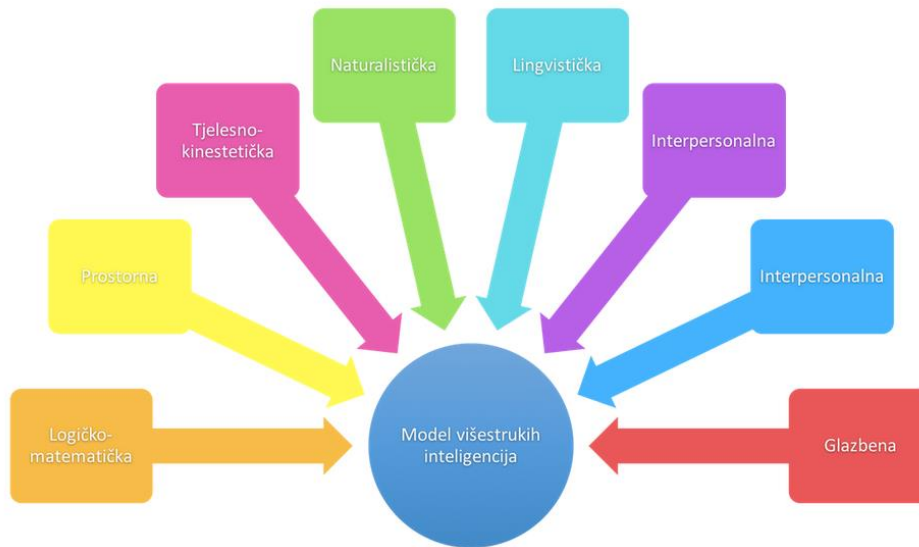 Naturalistička
Lingvistička
Tjelesno-
kinestetička
Interpersonalna
Prostorna
Interpersonalna
Logičko-
matematička
Model višestrukih
inteligencija
Glazbena